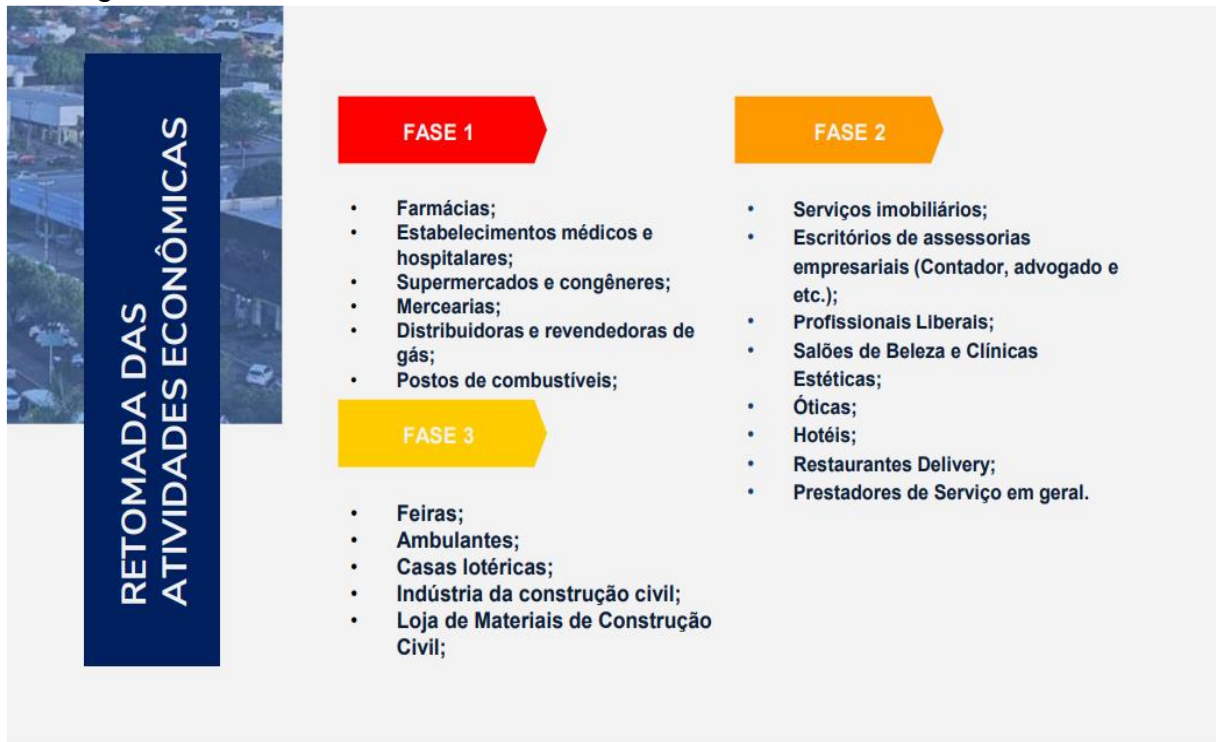 RETOMADA DAS
ATIVIDADES ECONÔMICAS
FASE 1
• Farmácias;
• Estabelecimentos médicos e
hospitalares;
• Supermercados e congêneres;
• Mercearias;
• Distribuidoras e revendedoras de
gás;
• Postos de combustíveis;
FASE 2
• Serviços imobiliários;
• Escritórios de assessorias
empresariais (Contador, advogado e
etc.);
• Profissionais Liberais;
• Salões de Beleza e Clínicas
Estéticas;
• Óticas;
• Hotéis;
• Restaurantes Delivery;
• Prestadores de Serviço em geral.
FASE 3
• Feiras;
• Ambulantes;
• Casas lotéricas;
• Indústria da construção civil;
• Loja de Materiais de Construção
Civil;